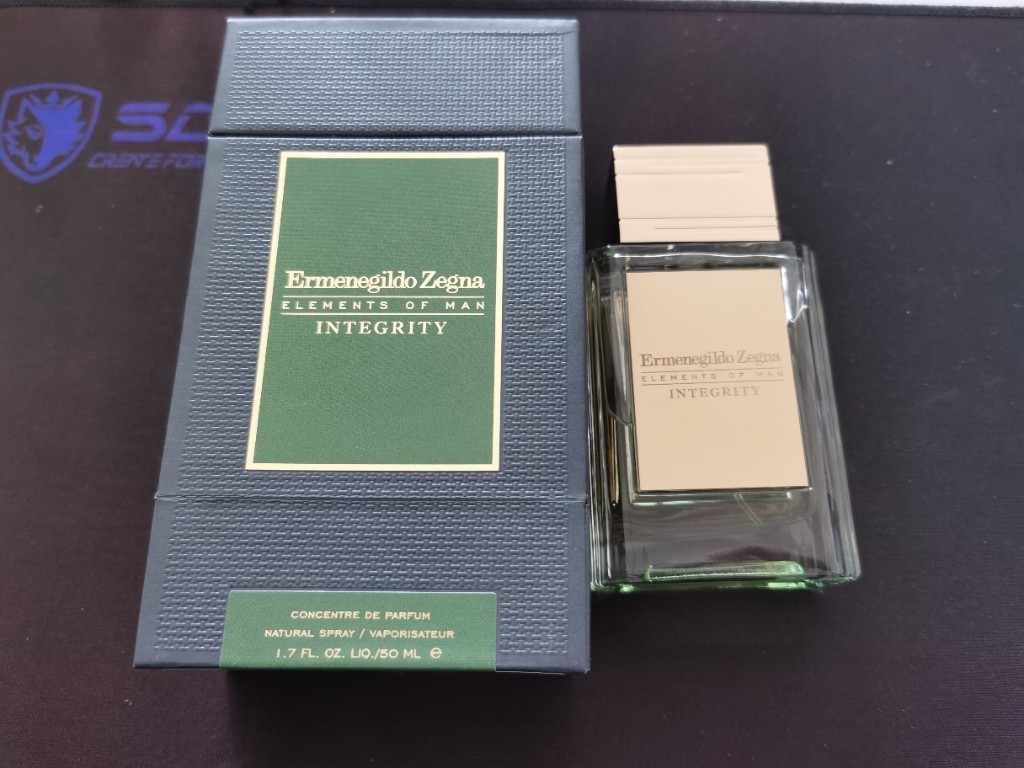 Ermenegildo Zegna
ELEMENTS OF MAN
INTEGRITY
CONCENTRE DE PARFUM
NATURAL SPRAY / VAPORISATEUR
1.7 FL. OZ. LIQ./50 ML e
Ermenegildo Zegna
ELEMENTS OF MAN
INTEGRITY